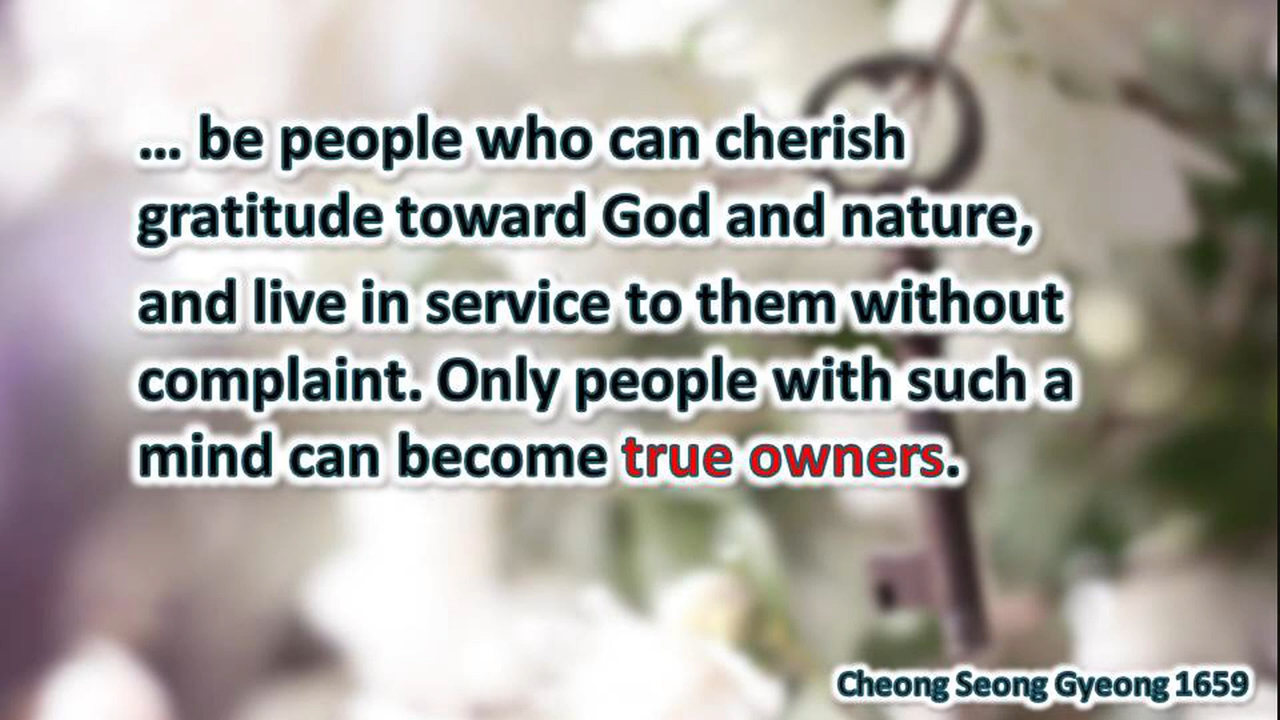 ... be people who can cherish
gratitude toward God and nature,
and live in service to them without
complaint. Only people with such a
mind can become true owners.
Cheong Seong Gyeong 1659